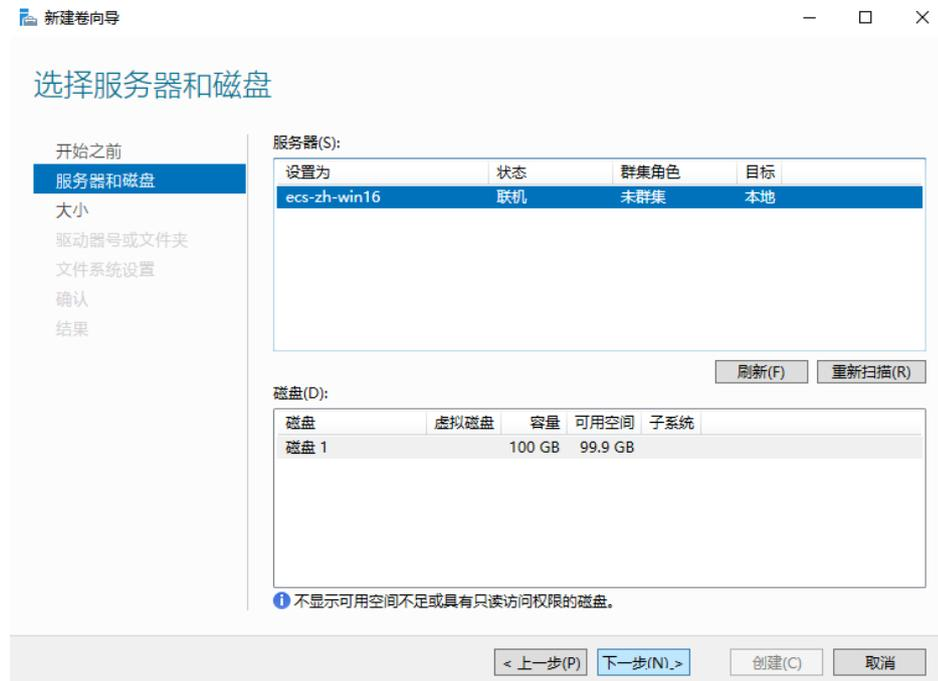 新建卷向导
选择服务器和磁盘
开始之前
服务器和磁盘
大小
驱动器号或文件夹
文件系统设置
确认
结果
服务器(S):
设置为 状态 群集角色 目标
ecs-zh-win16 联机 未群集 本地
刷新(F) 重新扫描(R)
磁盘(D):
磁盘 虚拟磁盘 容量 可用空间 子系统
磁盘 1 100 GB 99.9 GB
不显示可用空间不足或具有只读访问权限的磁盘。
< 上一步(P) 下一步(N) > 创建(C) 取消